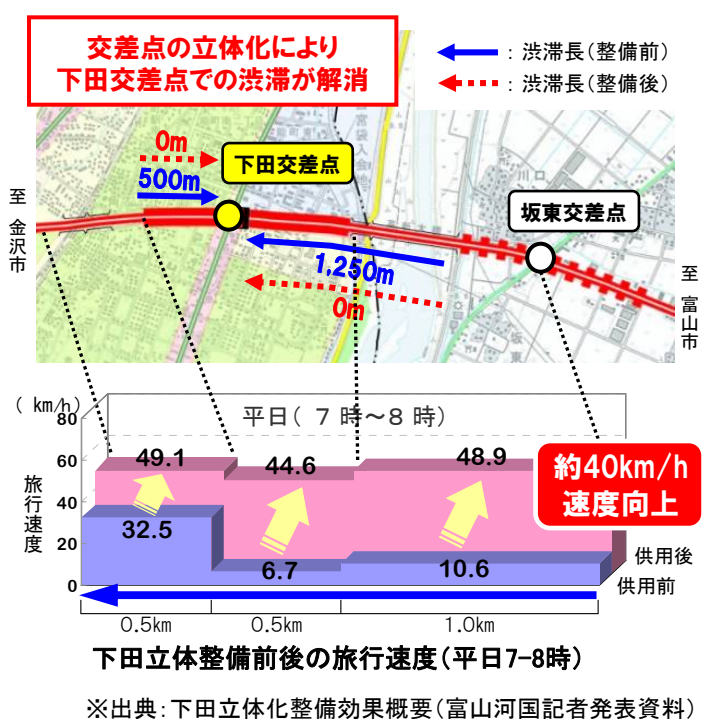 交差点の立体化により
下田交差点での渋滞が解消
：渋滞長（整備前）
：渋滞長（整備後）
0m
500m
下田交差点
坂東交差点
至 金沢市
1,250m
0m
至 富山市
川口
坂東
（ km/h）
平日（ 7 時～8 時）
80
60
40
20
0
旅行速度
49.1
44.6
48.9
32.5
6.7
10.6
約40km/h
速度向上
供用後
供用前
0.5km
0.5km
1.0km
下田立体整備前後の旅行速度（平日7-8時）
※出典：下田立体化整備効果概要（富山河国記者発表資料）